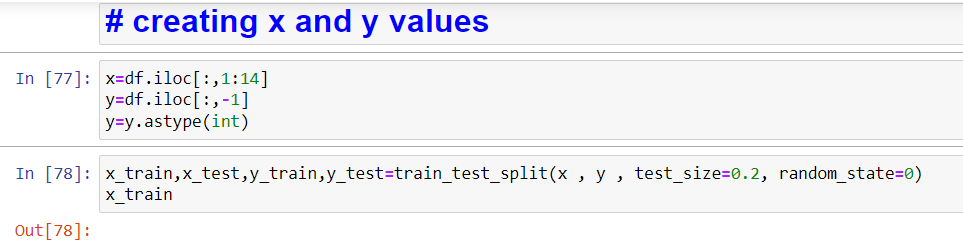 # creating x and y values
In [77]: x=df.iloc[:,1:14]
y=df.iloc[:,-1]
y=y.astype(int)
In [78]: x_train,x_test,y_train,y_test=train_test_split(x , y , test_size=0.2, random_state=0)
x_train
Out[78]: